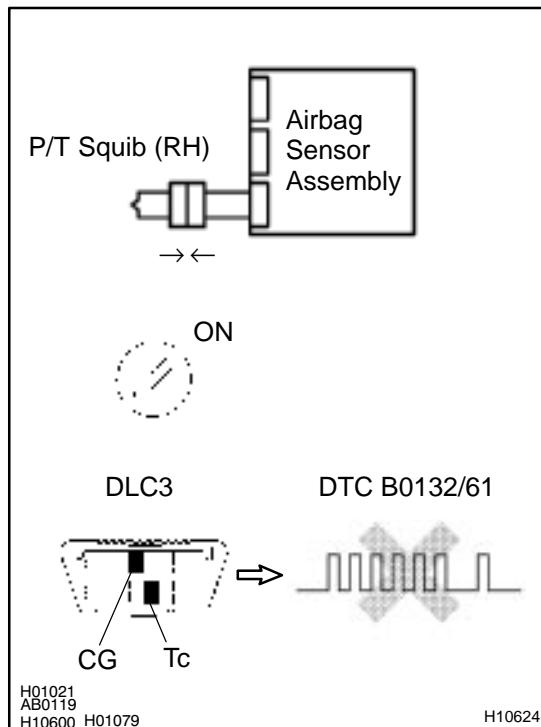 Airbag
Sensor
Assembly
P/T Squib (RH)
ON
DLC3
DTC B0132/61
CG
Tc
H01021
AB0119
H10600 H01079
H10624